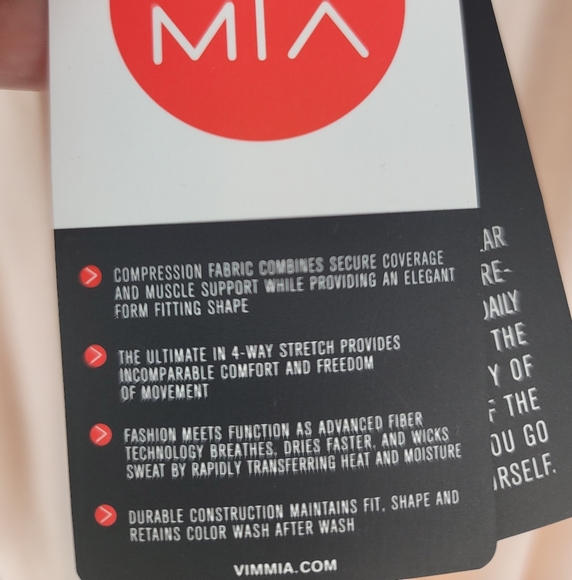 MIA
COMPRESSION FABRIC COMBINES SECURE COVERAGE
AND MUSCLE SUPPORT WHILE PROVIDING AN ELEGANT
FORM FITTING SHAPE
THE ULTIMATE IN 4-WAY STRETCH PROVIDES
INCOMPARABLE COMFORT AND FREEDOM
OF MOVEMENT
FASHION MEETS FUNCTION AS ADVANCED FIBER
TECHNOLOGY BREATHES, DRIES FASTER, AND WICKS
SWEAT BY RAPIDLY TRANSFERRING HEAT AND MOISTURE
DURABLE CONSTRUCTION MAINTAINS FIT, SHAPE AND
RETAINS COLOR WASH AFTER WASH
VIMMIA.COM
AR
RE-
AILY
THE
Y OF
THE
OU GO
RSELF.